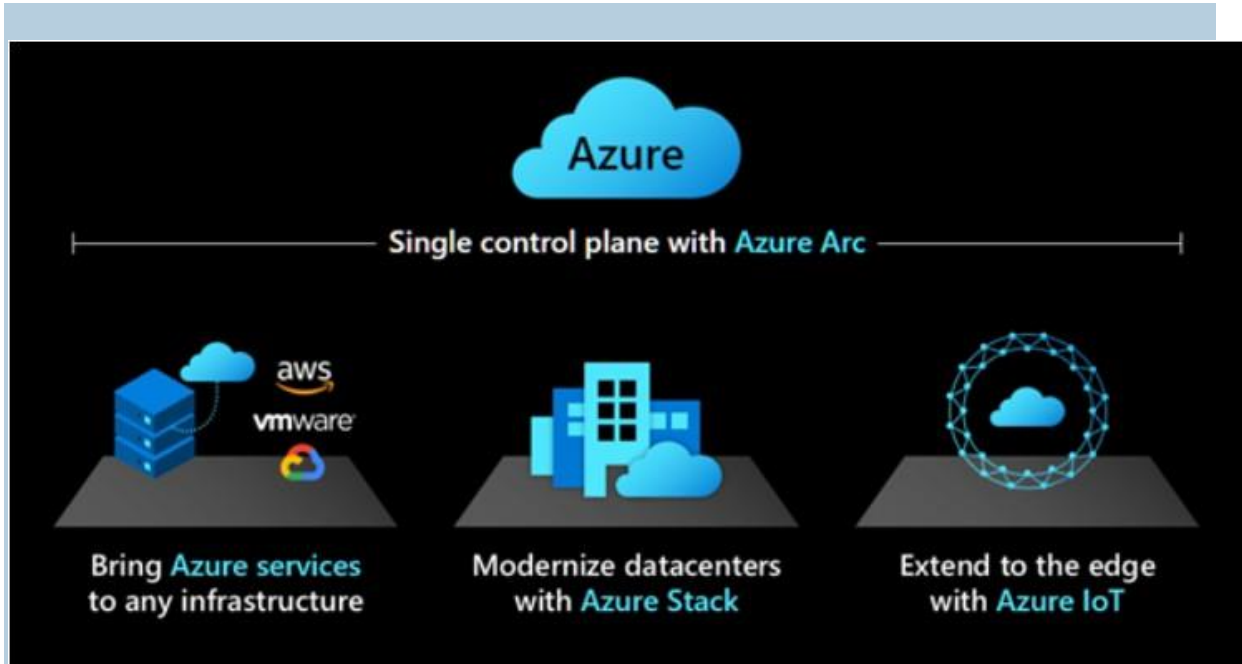 Azure
Single control plane with Azure Arc
aws
vmware
Bring Azure services
to any infrastructure
Modernize datacenters
with Azure Stack
Extend to the edge
with Azure IoT